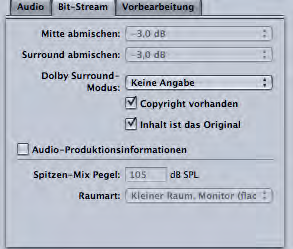 Audio Bit-Stream Vorbearbeitung
Mitte abmischen: -3,0 dB
Surround abmischen: -3,0 dB
Dolby Surround-
Modus: Keine Angabe
Copyright vorhanden
Inhalt ist das Original
Audio-Produktionsinformationen
Spitzen-Mix Pegel: 105 dB SPL
Raumart: Kleiner Raum, Monitor (flac